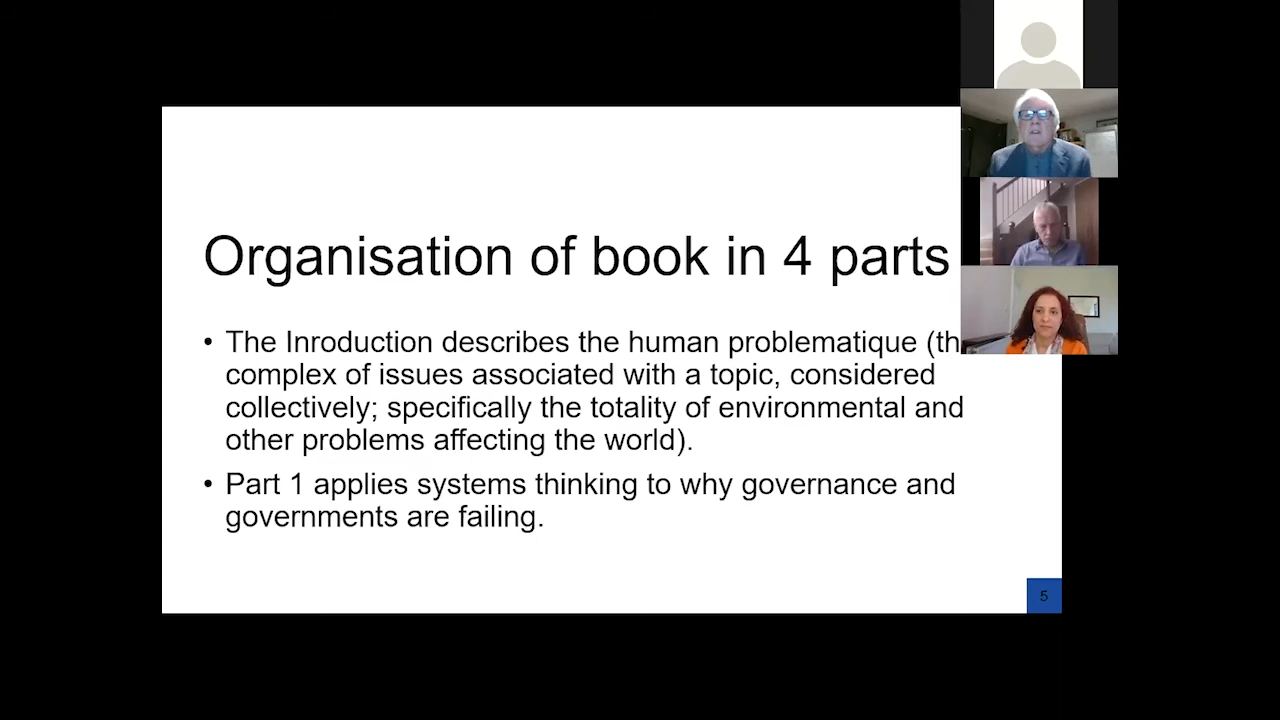 Organisation of book in 4 parts
• The Inroduction describes the human problematique (th
complex of issues associated with a topic, considered
collectively; specifically the totality of environmental and
other problems affecting the world).
• Part 1 applies systems thinking to why governance and
governments are failing.
5